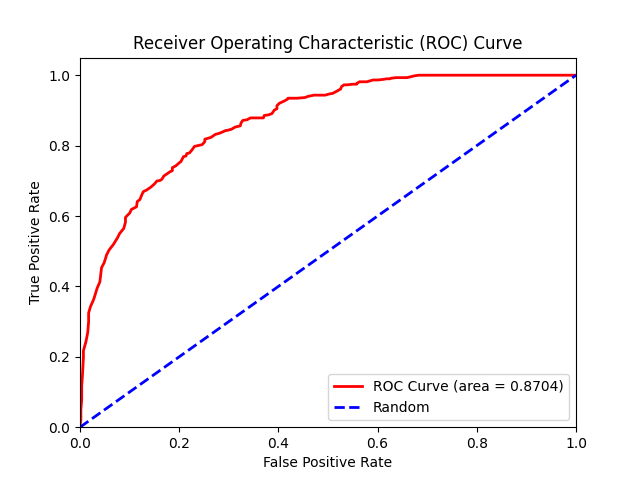 Receiver Operating Characteristic (ROC) Curve
True Positive Rate
1.0
0.8
0.6
0.4
0.2
0.0
ROC Curve (area = 0.8704)
Random
0.0 0.2 0.4 0.6 0.8 1.0
False Positive Rate